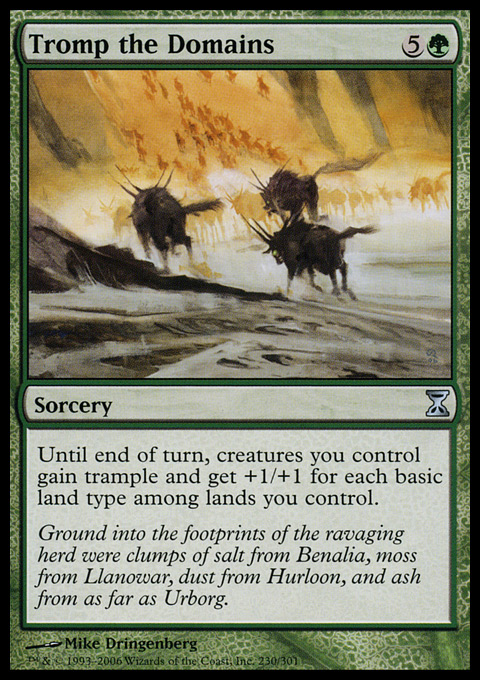 Tromp the Domains 5
Sorcery
Until end of turn, creatures you control
gain trample and get +1/+1 for each basic
land type among lands you control.
Ground into the footprints of the ravaging
herd were clumps of salt from Benalia, moss
from Llanowar, dust from Hurloon, and ash
from as far as Urborg.
Mike Dringenberg
™ & © 1993–2006 Wizards of the Coast, Inc. 230/301